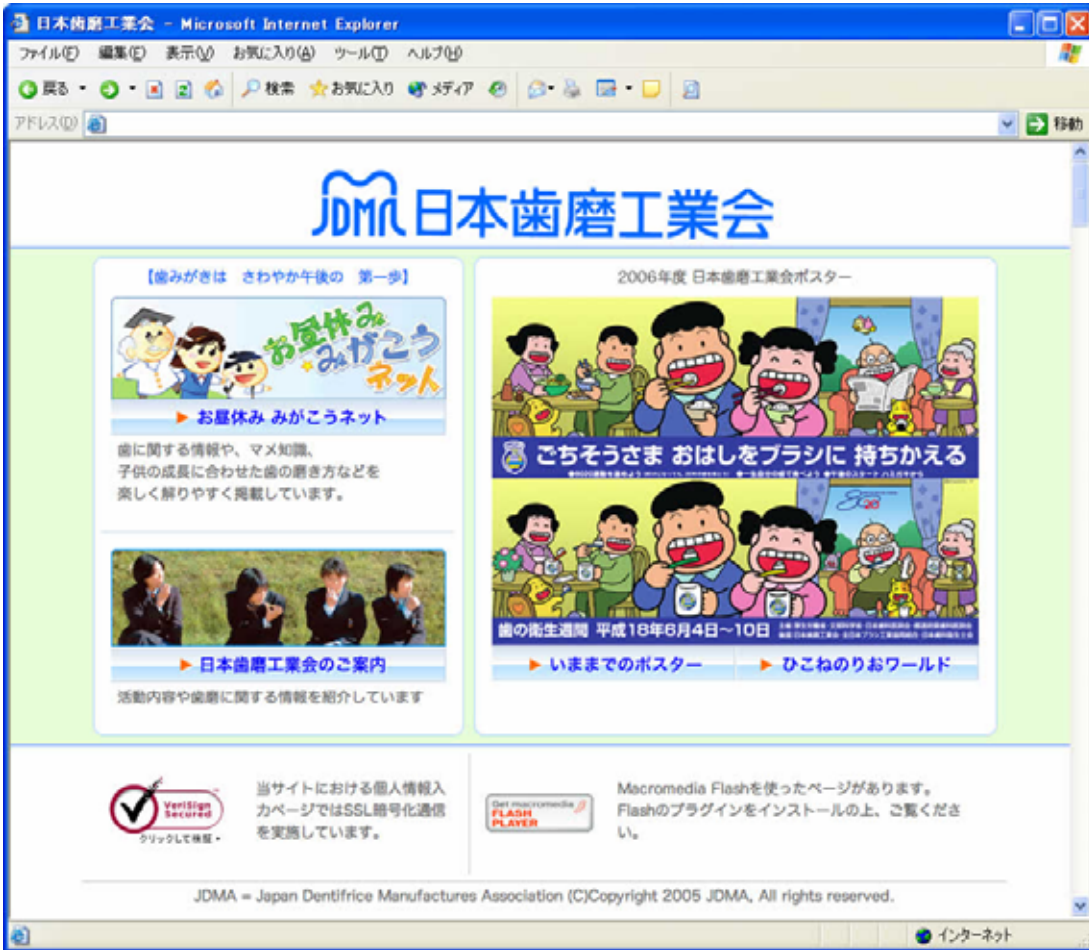 日本歯磨工業会 - Microsoft Internet Explorer
ファイル(F) 編集(E) 表示(V) お気に入り(A) ツール(T) ヘルプ(H)
戻る 検索 お気に入り メディア
アドレス(D) 移動
JDMA 日本歯磨工業会
【歯みがきは さわやか午後の 第一歩】
お昼休み
みがこう
ネット
お昼休み みがこうネット
歯に関する情報や、マメ知識、
子供の成長に合わせた歯の磨き方などを
楽しく解りやすく掲載しています。
日本歯磨工業会のご案内
活動内容や歯磨に関する情報を紹介しています
2006年度 日本歯磨工業会ポスター
ごちそうさま おはしをブラシに 持ちかえる
8020
歯の衛生週間 平成18年6月4日～10日
いままでのポスター ひこねのりおワールド
VeriSign
Secured
クリックして検証
当サイトにおける個人情報入
力ページではSSL暗号化通信
を実施しています。
Get macromedia
FLASH
PLAYER
Macromedia Flashを使ったページがあります。
Flashのプラグインをインストールの上、ご覧くださ
い。
JDMA = Japan Dentifrice Manufactures Association (C)Copyright 2005 JDMA, All rights reserved.
インターネット